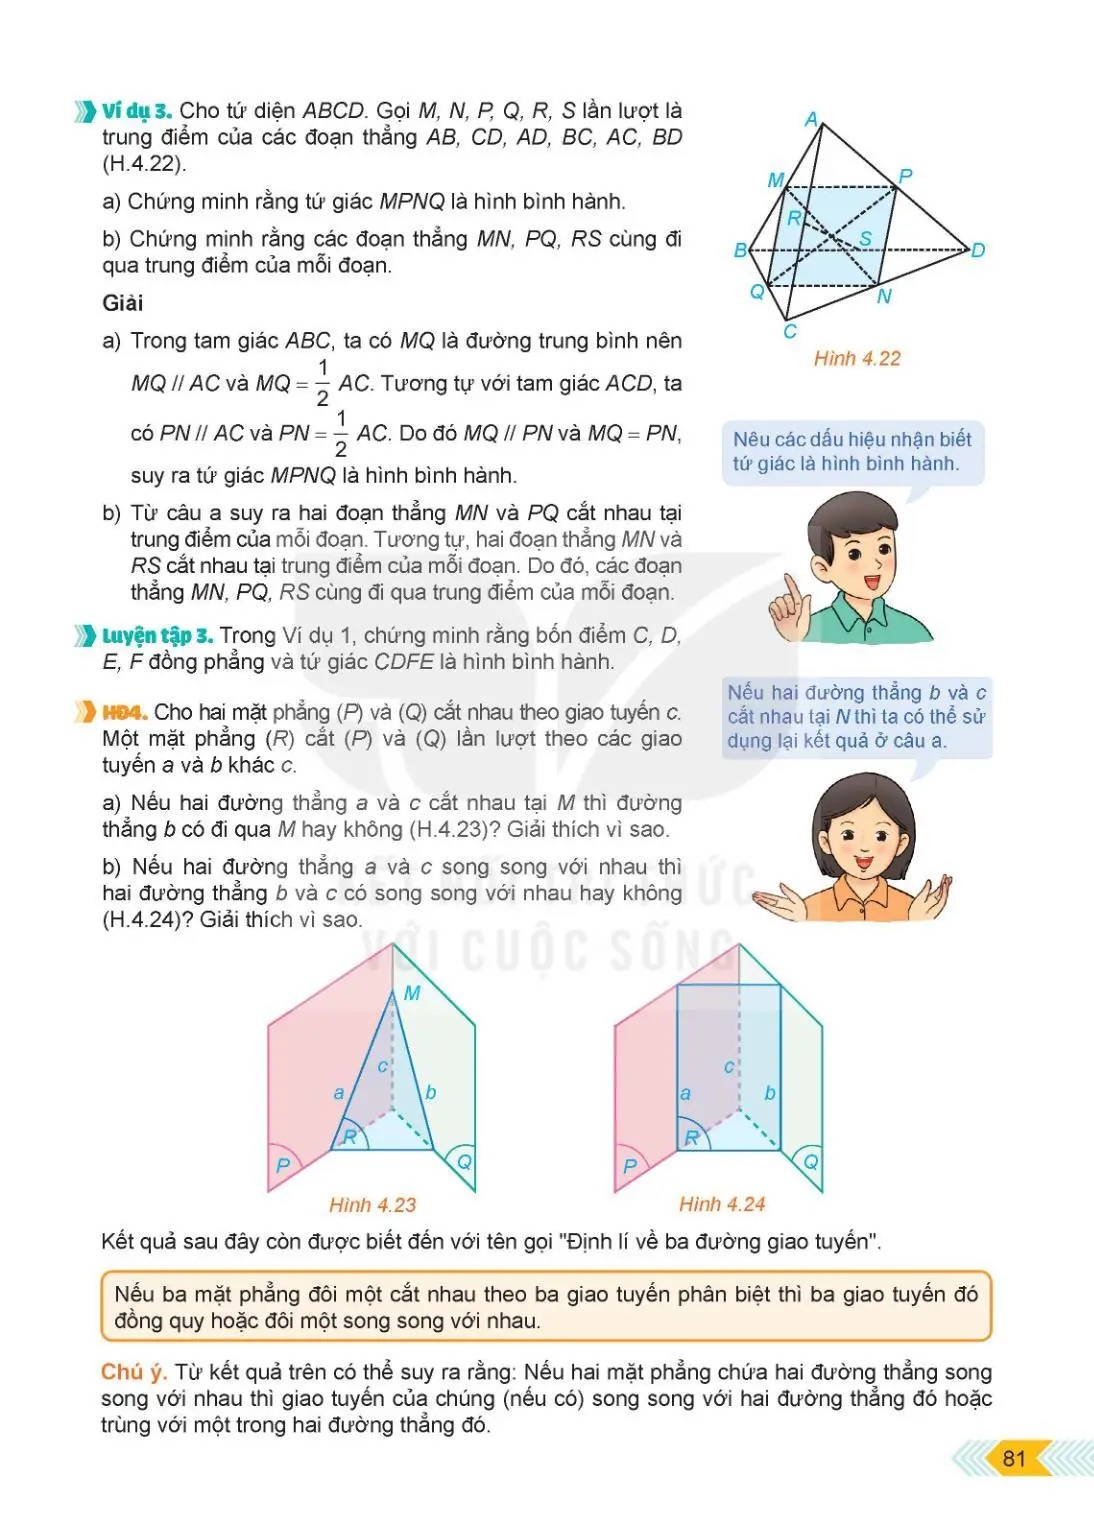 Ví dụ 3. Cho tứ diện ABCD. Gọi M, N, P, Q, R, S lần lượt là
trung điểm của các đoạn thẳng AB, CD, AD, BC, AC, BD
(H.4.22).
a) Chứng minh rằng tứ giác MPNQ là hình bình hành.
b) Chứng minh rằng các đoạn thẳng MN, PQ, RS cùng đi
qua trung điểm của mỗi đoạn.
Giải
a) Trong tam giác ABC, ta có MQ là đường trung bình nên
MQ // AC và MQ = 1/2 AC. Tương tự với tam giác ACD, ta
có PN // AC và PN = 1/2 AC. Do đó MQ // PN và MQ = PN,
suy ra tứ giác MPNQ là hình bình hành.
b) Từ câu a suy ra hai đoạn thẳng MN và PQ cắt nhau tại
trung điểm của mỗi đoạn. Tương tự, hai đoạn thẳng MN và
RS cắt nhau tại trung điểm của mỗi đoạn. Do đó, các đoạn
thẳng MN, PQ, RS cùng đi qua trung điểm của mỗi đoạn.
A
M
P
R
S
B
D
Q
N
C
Hình 4.22
Nêu các dấu hiệu nhận biết
tứ giác là hình bình hành.
Luyện tập 3. Trong Ví dụ 1, chứng minh rằng bốn điểm C, D,
E, F đồng phẳng và tứ giác CDFE là hình bình hành.
HĐ4. Cho hai mặt phẳng (P) và (Q) cắt nhau theo giao tuyến c.
Một mặt phẳng (R) cắt (P) và (Q) lần lượt theo các giao
tuyến a và b khác c.
a) Nếu hai đường thẳng a và c cắt nhau tại M thì đường
thẳng b có đi qua M hay không (H.4.23)? Giải thích vì sao.
b) Nếu hai đường thẳng a và c song song với nhau thì
hai đường thẳng b và c có song song với nhau hay không
(H.4.24)? Giải thích vì sao.
Nếu hai đường thẳng b và c
cắt nhau tại N thì ta có thể sử
dụng lại kết quả ở câu a.
KẾT NỐI TRI THỨC
VỚI CUỘC SỐNG
M
c
a
b
R
P
Q
Hình 4.23
c
a
b
R
P
Q
Hình 4.24
Kết quả sau đây còn được biết đến với tên gọi "Định lí về ba đường giao tuyến".
Nếu ba mặt phẳng đôi một cắt nhau theo ba giao tuyến phân biệt thì ba giao tuyến đó
đồng quy hoặc đôi một song song với nhau.
Chú ý. Từ kết quả trên có thể suy ra rằng: Nếu hai mặt phẳng chứa hai đường thẳng song
song với nhau thì giao tuyến của chúng (nếu có) song song với hai đường thẳng đó hoặc
trùng với một trong hai đường thẳng đó.
81